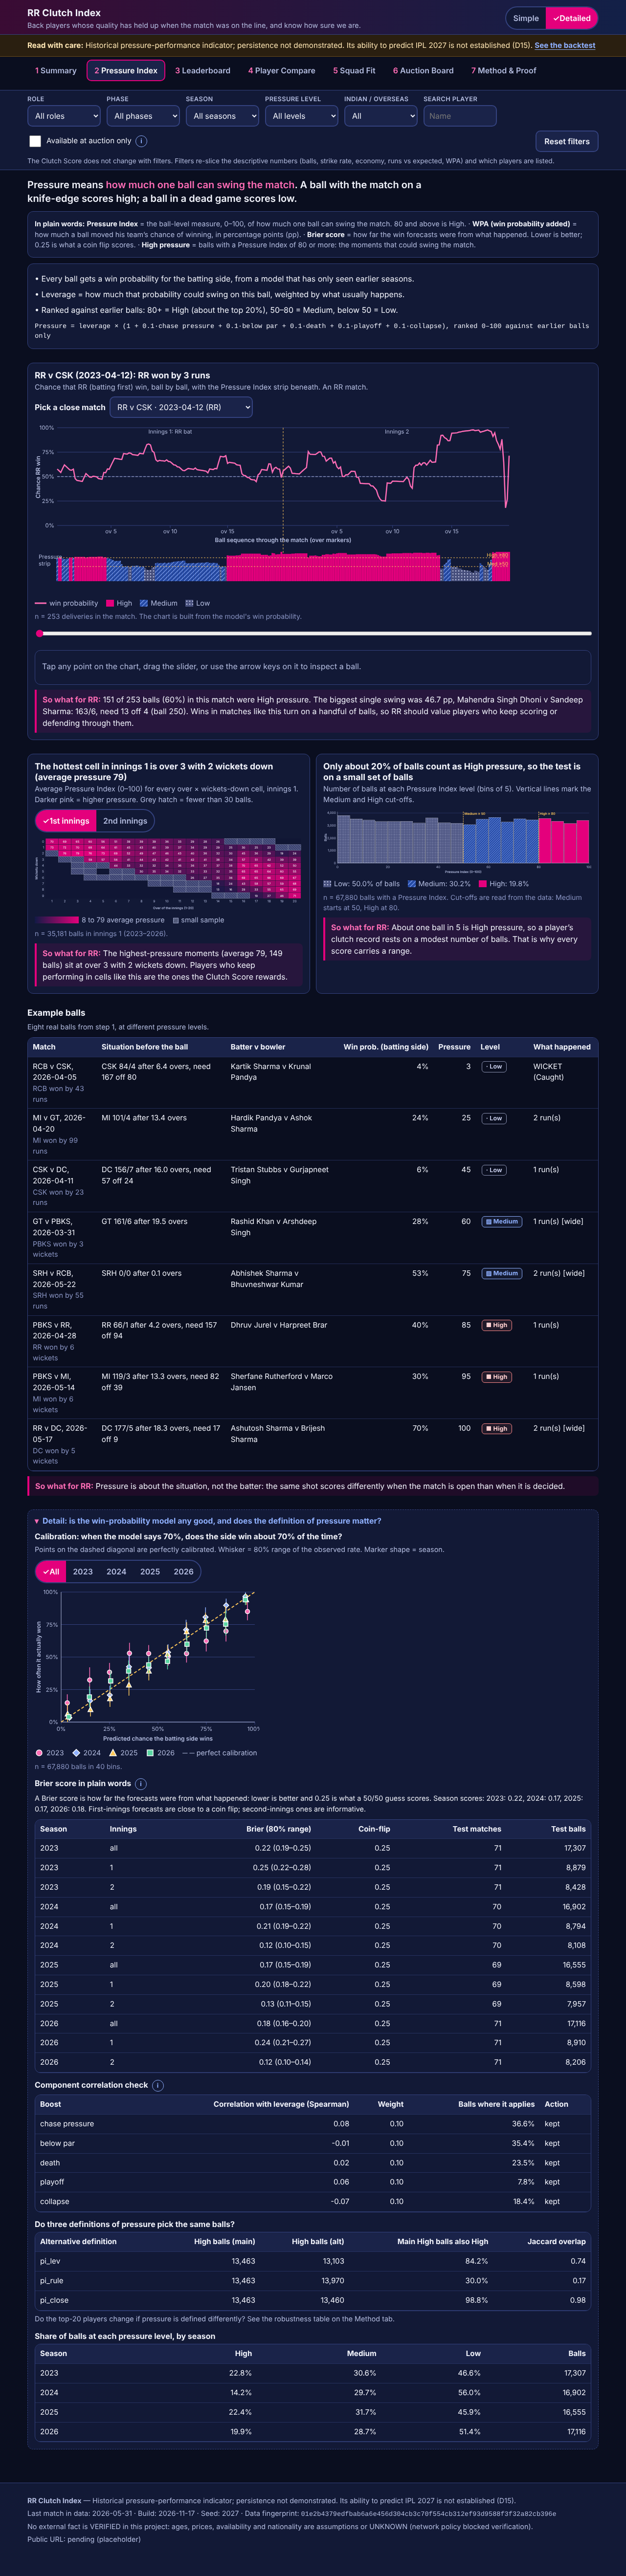 RR Clutch Index
Back players whose quality has held up when the match was on the line, and know how sure we are.
Simple
✓Detailed
Read with care: Historical pressure-performance indicator; persistence not demonstrated. Its ability to predict IPL 2027 is not established (D15). See the backtest
1 Summary
2 Pressure Index
3 Leaderboard
4 Player Compare
5 Squad Fit
6 Auction Board
7 Method & Proof
ROLE
PHASE
SEASON
PRESSURE LEVEL
INDIAN / OVERSEAS
SEARCH PLAYER
All roles
All phases
All seasons
All levels
All
Name
Available at auction only i
Reset filters
The Clutch Score does not change with filters. Filters re-slice the descriptive numbers (balls, strike rate, economy, runs vs expected, WPA) and which players are listed.
Pressure means how much one ball can swing the match. A ball with the match on a
knife-edge scores high; a ball in a dead game scores low.
In plain words: Pressure Index = the ball-level measure, 0–100, of how much one ball can swing the match. 80 and above is High. · WPA (win probability added) =
how much a ball moved his team's chance of winning, in percentage points (pp). · Brier score = how far the win forecasts were from what happened. Lower is better;
0.25 is what a coin flip scores. · High pressure = balls with a Pressure Index of 80 or more: the moments that could swing the match.
• Every ball gets a win probability for the batting side, from a model that has only seen earlier seasons.
• Leverage = how much that probability could swing on this ball, weighted by what usually happens.
• Ranked against earlier balls: 80+ = High (about the top 20%), 50–80 = Medium, below 50 = Low.
Pressure = leverage × (1 + 0.1·chase pressure + 0.1·below par + 0.1·death + 0.1·playoff + 0.1·collapse), ranked 0–100 against earlier balls
only
RR v CSK (2023-04-12): RR won by 3 runs
Chance that RR (batting first) win, ball by ball, with the Pressure Index strip beneath. An RR match.
Pick a close match
RR v CSK · 2023-04-12 (RR)
100%
75%
50%
25%
0%
Chance RR win
Innings 1: RR bat
Innings 2
ov 5
ov 10
ov 15
ov 5
ov 10
ov 15
Ball sequence through the match (over markers)
Pressure
strip
High ≥80
Med ≥50
win probability
High
Medium
Low
n = 253 deliveries in the match. The chart is built from the model's win probability.
Tap any point on the chart, drag the slider, or use the arrow keys on it to inspect a ball.
So what for RR: 151 of 253 balls (60%) in this match were High pressure. The biggest single swing was 46.7 pp, Mahendra Singh Dhoni v Sandeep
Sharma: 163/6, need 13 off 4 (ball 250). Wins in matches like this turn on a handful of balls, so RR should value players who keep scoring or
defending through them.
The hottest cell in innings 1 is over 3 with 2 wickets down
(average pressure 79)
Average Pressure Index (0–100) for every over × wickets-down cell, innings 1.
Darker pink = higher pressure. Grey hatch = fewer than 30 balls.
✓1st innings
2nd innings
6 to 79 average pressure
small sample
n = 35,181 balls in innings 1 (2023–2026).
So what for RR: The highest-pressure moments (average 79, 149
balls) sit at over 3 with 2 wickets down. Players who keep
performing in cells like this are the ones the Clutch Score rewards.
Only about 20% of balls count as High pressure, so the test is
on a small set of balls
Number of balls at each Pressure Index level (bins of 5). Vertical lines mark the
Medium and High cut-offs.
Low: 50.0% of balls
Medium: 30.2%
High: 19.8%
n = 67,880 balls with a Pressure Index. Cut-offs are read from the data: Medium
starts at 50, High at 80.
So what for RR: About one ball in 5 is High pressure, so a player's
clutch record rests on a modest number of balls. That is why every
score carries a range.
Example balls
Eight real balls from step 1, at different pressure levels.
Match
Situation before the ball
Batter v bowler
Win prob. (batting side)
Pressure
Level
What happened
RCB v CSK, 2026-04-05 RCB won by 43 runs
CSK 84/4 after 6.4 overs, need 167 off 80
Kartik Sharma v Krunal Pandya
4%
3
· Low
WICKET (Caught)
MI v GT, 2026-04-20 MI won by 99 runs
MI 101/4 after 13.4 overs
Hardik Pandya v Ashok Sharma
24%
25
· Low
2 run(s)
CSK v DC, 2026-04-11 CSK won by 23 runs
DC 156/7 after 16.0 overs, need 57 off 24
Tristan Stubbs v Gurjapneet Singh
6%
45
· Low
1 run(s)
GT v PBKS, 2026-03-31 PBKS won by 3 wickets
GT 161/6 after 19.5 overs
Rashid Khan v Arshdeep Singh
28%
60
Medium
1 run(s) [wide]
SRH v RCB, 2026-05-22 SRH won by 55 runs
SRH 0/0 after 0.1 overs
Abhishek Sharma v Bhuvneshwar Kumar
53%
75
Medium
2 run(s) [wide]
PBKS v RR, 2026-04-28 RR won by 6 wickets
RR 66/1 after 4.2 overs, need 157 off 94
Dhruv Jurel v Harpreet Brar
40%
85
High
1 run(s)
PBKS v MI, 2026-05-14 MI won by 6 wickets
MI 119/3 after 13.3 overs, need 82 off 39
Sherfane Rutherford v Marco Jansen
30%
95
High
1 run(s)
RR v DC, 2026-05-17 DC won by 5 wickets
DC 177/5 after 18.3 overs, need 17 off 9
Ashutosh Sharma v Brijesh Sharma
70%
100
High
2 run(s) [wide]
So what for RR: Pressure is about the situation, not the batter: the same shot scores differently when the match is open than when it is decided.
▾ Detail: is the win-probability model any good, and does the definition of pressure matter?
Calibration: when the model says 70%, does the side win about 70% of the time?
Points on the dashed diagonal are perfectly calibrated. Whisker = 80% range of the observed rate. Marker shape = season.
✓All
2023
2024
2025
2026
100%
75%
50%
25%
0%
How often it actually won
0%
25%
50%
75%
100%
Predicted chance the batting side wins
2023
2024
2025
2026
perfect calibration
n = 67,880 balls in 40 bins.
Brier score in plain words i
A Brier score is how far the forecasts were from what happened: lower is better and 0.25 is what a 50/50 guess scores. Season scores: 2023: 0.22, 2024: 0.17, 2025:
0.17, 2026: 0.18. First-innings forecasts are close to a coin flip; second-innings ones are informative.
Season Innings Brier (80% range) Coin-flip Test matches Test balls
2023 all 0.22 (0.19–0.25) 0.25 71 17,307
2023 1 0.25 (0.22–0.28) 0.25 71 8,879
2023 2 0.19 (0.15–0.22) 0.25 71 8,428
2024 all 0.17 (0.15–0.19) 0.25 70 16,902
2024 1 0.21 (0.19–0.22) 0.25 70 8,794
2024 2 0.12 (0.10–0.15) 0.25 70 8,108
2025 all 0.17 (0.15–0.19) 0.25 69 16,555
2025 1 0.20 (0.18–0.22) 0.25 69 8,598
2025 2 0.13 (0.11–0.15) 0.25 69 7,957
2026 all 0.18 (0.16–0.20) 0.25 71 17,116
2026 1 0.24 (0.21–0.27) 0.25 71 8,910
2026 2 0.12 (0.10–0.14) 0.25 71 8,206
Component correlation check i
Boost Correlation with leverage (Spearman) Weight Balls where it applies Action
chase pressure 0.08 0.10 36.6% kept
below par -0.01 0.10 35.4% kept
death 0.02 0.10 23.5% kept
playoff 0.06 0.10 7.8% kept
collapse -0.07 0.10 18.4% kept
Do three definitions of pressure pick the same balls?
Alternative definition High balls (main) High balls (alt) Main High balls also High Jaccard overlap
pi_lev 13,463 13,103 84.2% 0.74
pi_rule 13,463 13,970 30.0% 0.17
pi_close 13,463 13,460 98.8% 0.98
Do the top-20 players change if pressure is defined differently? See the robustness table on the Method tab.
Share of balls at each pressure level, by season
Season High Medium Low Balls
2023 22.8% 30.6% 46.6% 17,307
2024 14.2% 29.7% 56.0% 16,902
2025 22.4% 31.7% 45.9% 16,555
2026 19.9% 28.7% 51.4% 17,116
RR Clutch Index — Historical pressure-performance indicator; persistence not demonstrated. Its ability to predict IPL 2027 is not established (D15).
Last match in data: 2026-05-31 · Build: 2026-11-17 · Seed: 2027 · Data fingerprint: 01e2b4379edfbab6a6e456d304cb3c70f554cb312ef93d9588f3f32a82cb396e
No external fact is VERIFIED in this project: ages, prices, availability and nationality are assumptions or UNKNOWN (network policy blocked verification).
Public URL: pending (placeholder)